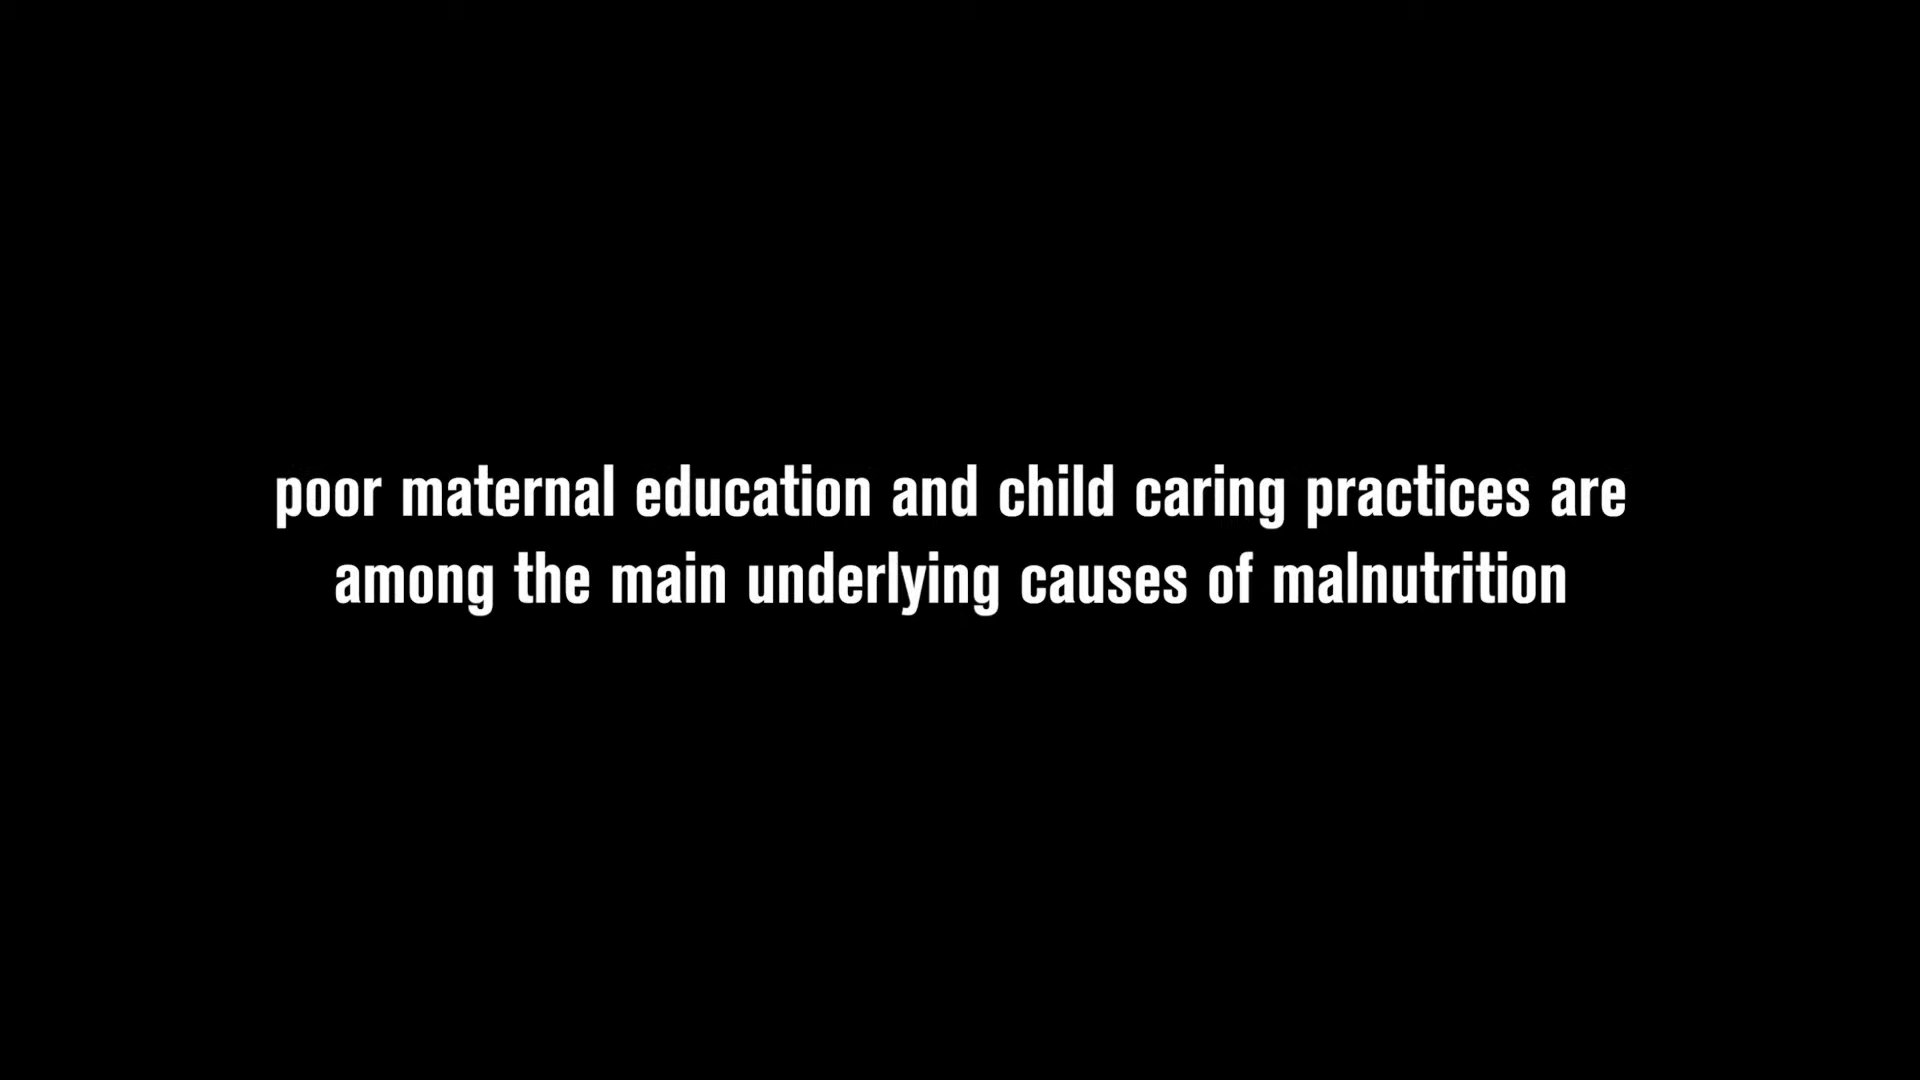 poor maternal education and child caring practices are
among the main underlying causes of malnutrition